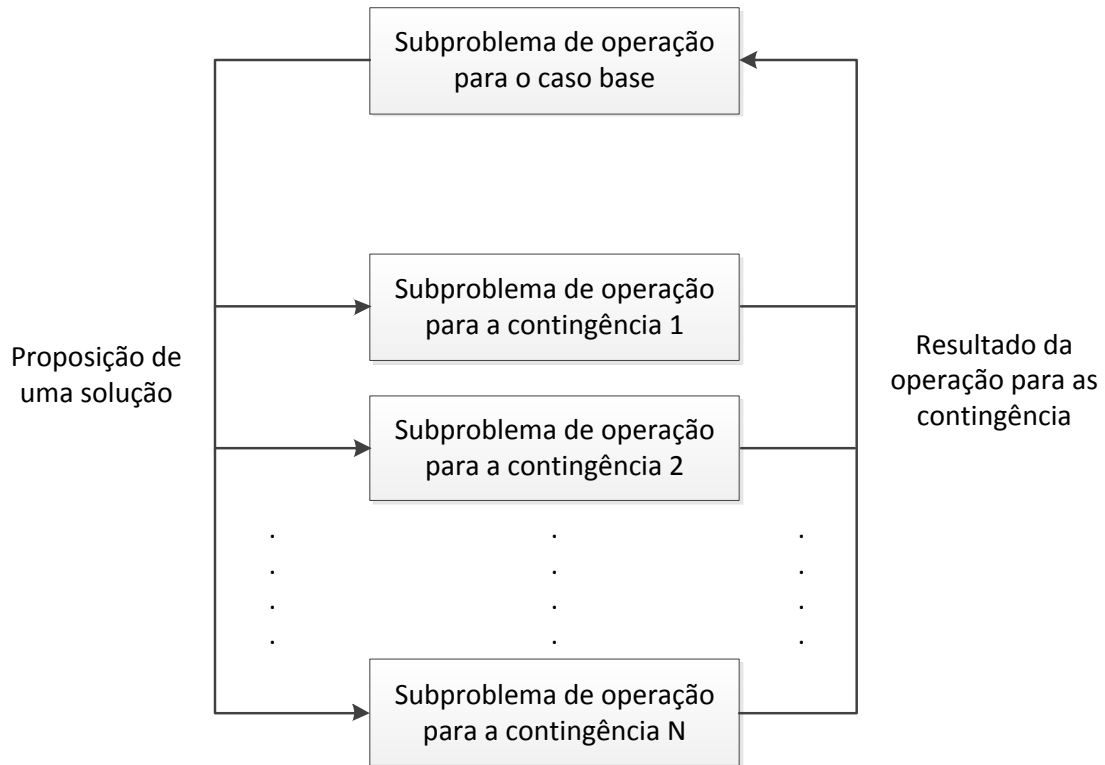 Subproblema de operação
para o caso base
Subproblema de operação
para a contingência 1
Proposição de
uma solução
Resultado da
operação para as
contingência
Subproblema de operação
para a contingência 2
. . .
. . .
. . .
. . .
Subproblema de operação
para a contingência N